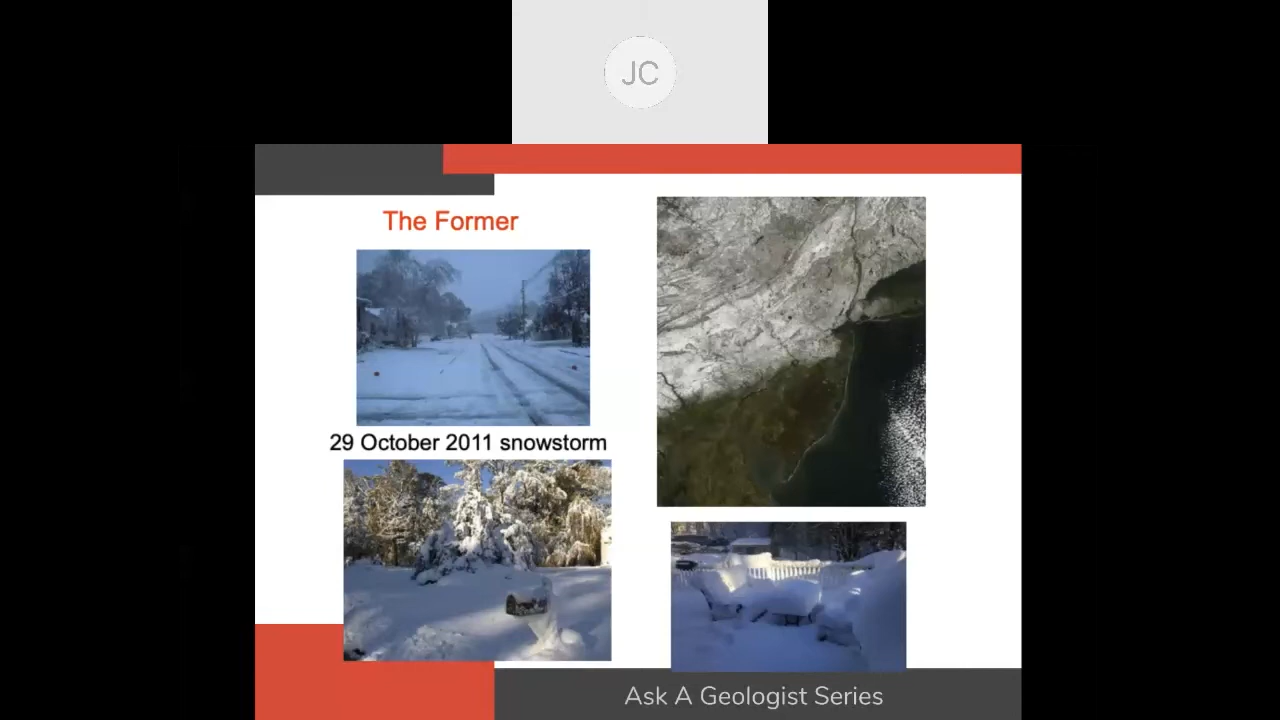 JC
The Former
29 October 2011 snowstorm
Ask A Geologist Series